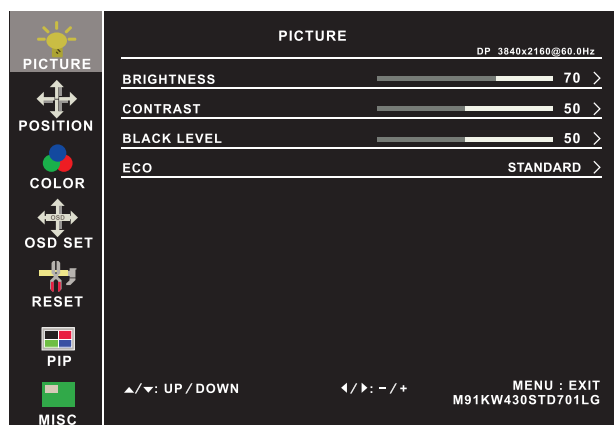 PICTURE
DP 3840x2160@60.0Hz
PICTURE
BRIGHTNESS 70
CONTRAST 50
POSITION
BLACK LEVEL 50
ECO STANDARD
COLOR
OSD
OSD SET
RESET
PIP
▲/▼: UP / DOWN ◀/▶: – / + MENU : EXIT
M91KW430STD701LG
MISC